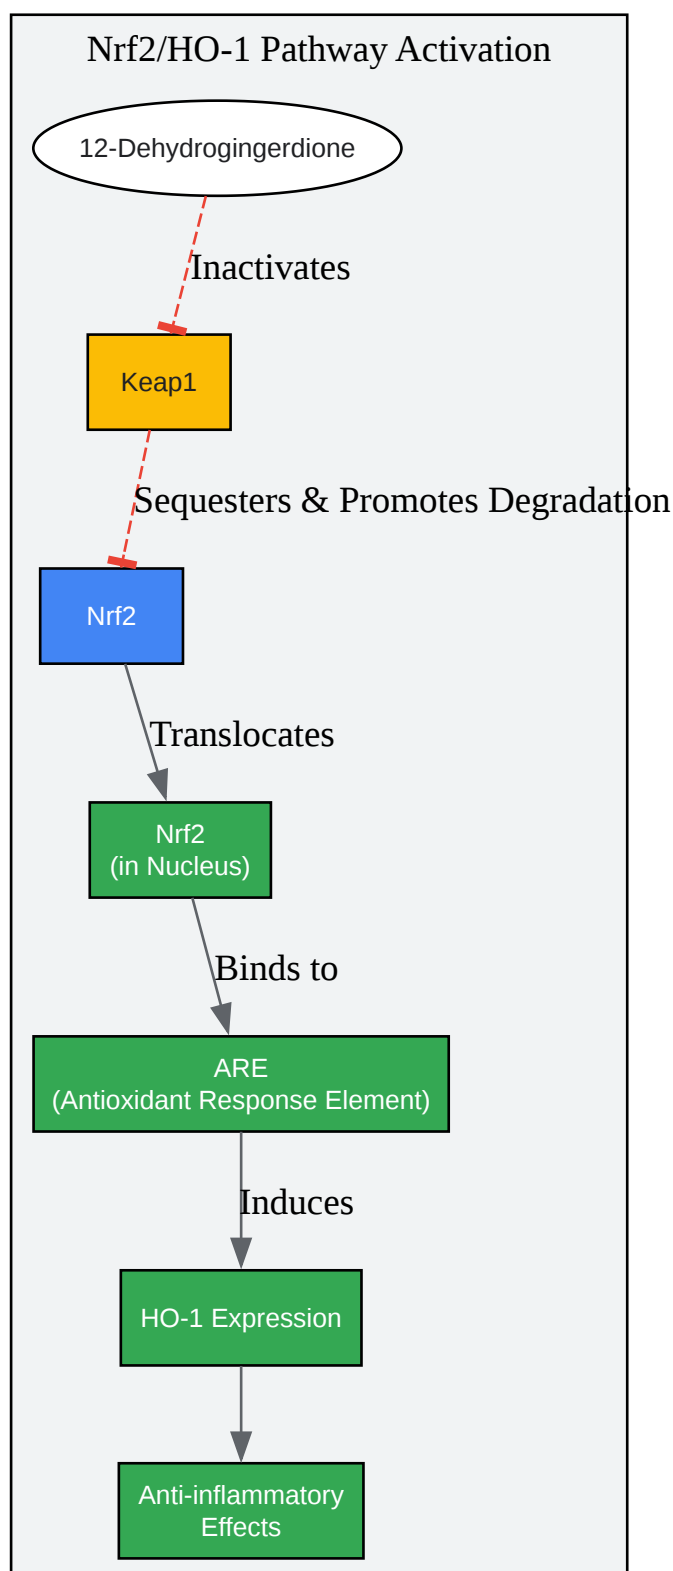 Nrf2/HO-1 Pathway Activation
12-Dehydrogingerdione
Inactivates
Keap1
Sequesters & Promotes Degradation
Nrf2
Translocates
Nrf2
(in Nucleus)
Binds to
ARE
(Antioxidant Response Element)
Induces
HO-1 Expression
Anti-inflammatory
Effects